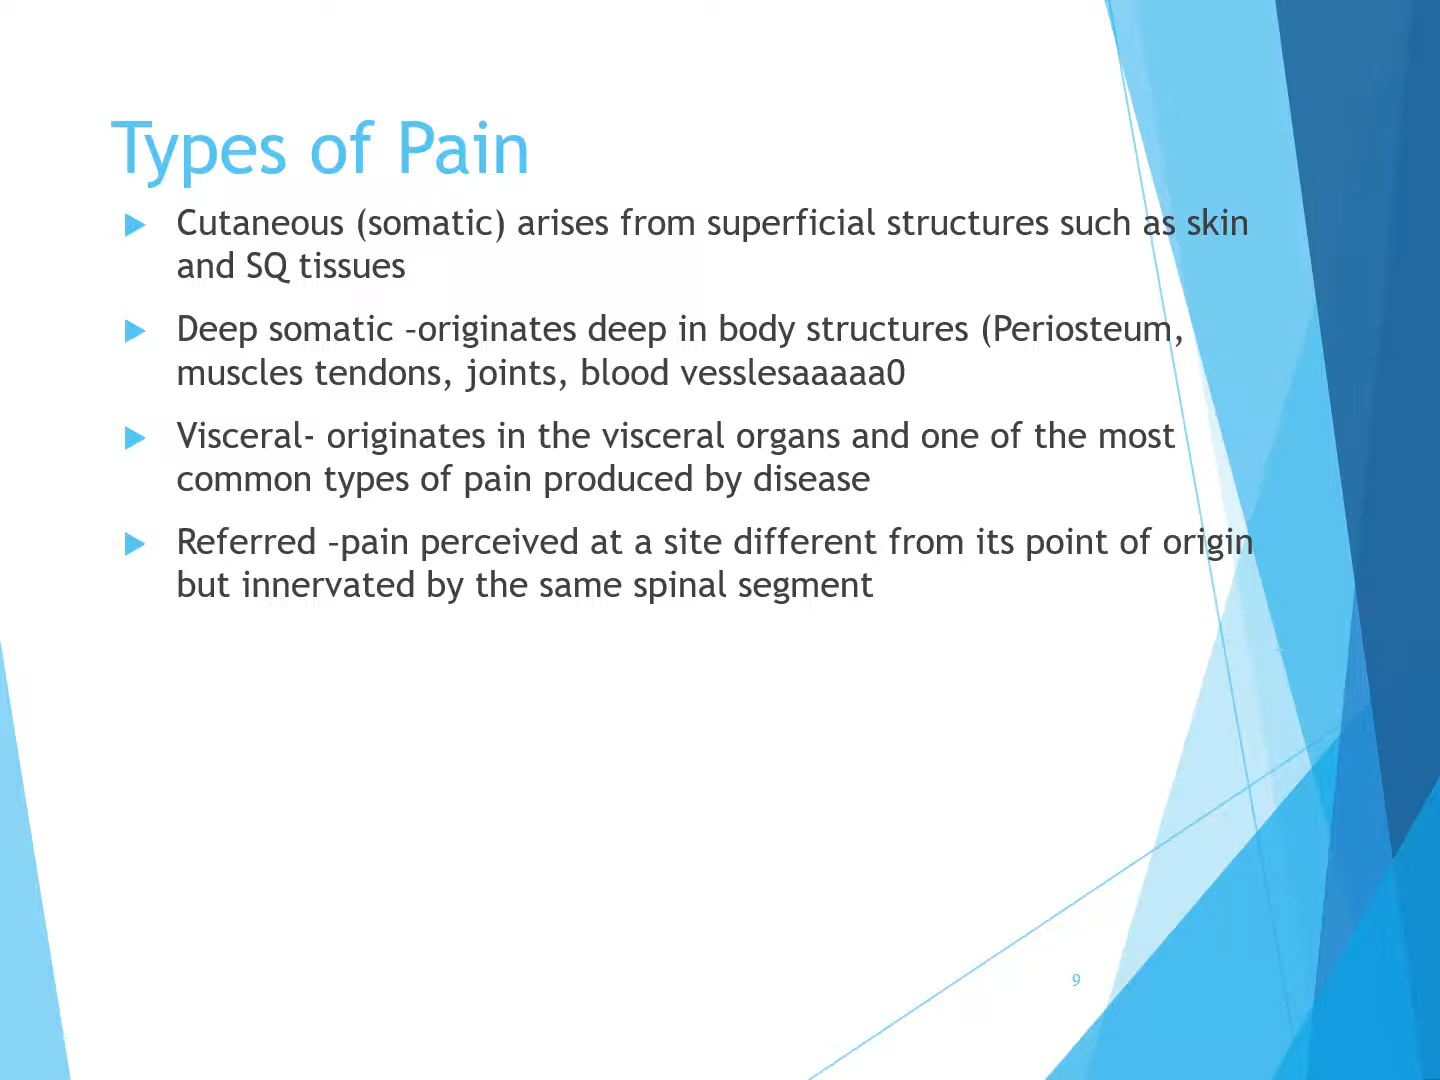 Types of Pain
Cutaneous (somatic) arises from superficial structures such as skin
and SQ tissues
Deep somatic –originates deep in body structures (Periosteum,
muscles tendons, joints, blood vesslesaaaaa0
Visceral- originates in the visceral organs and one of the most
common types of pain produced by disease
Referred –pain perceived at a site different from its point of origin
but innervated by the same spinal segment
9